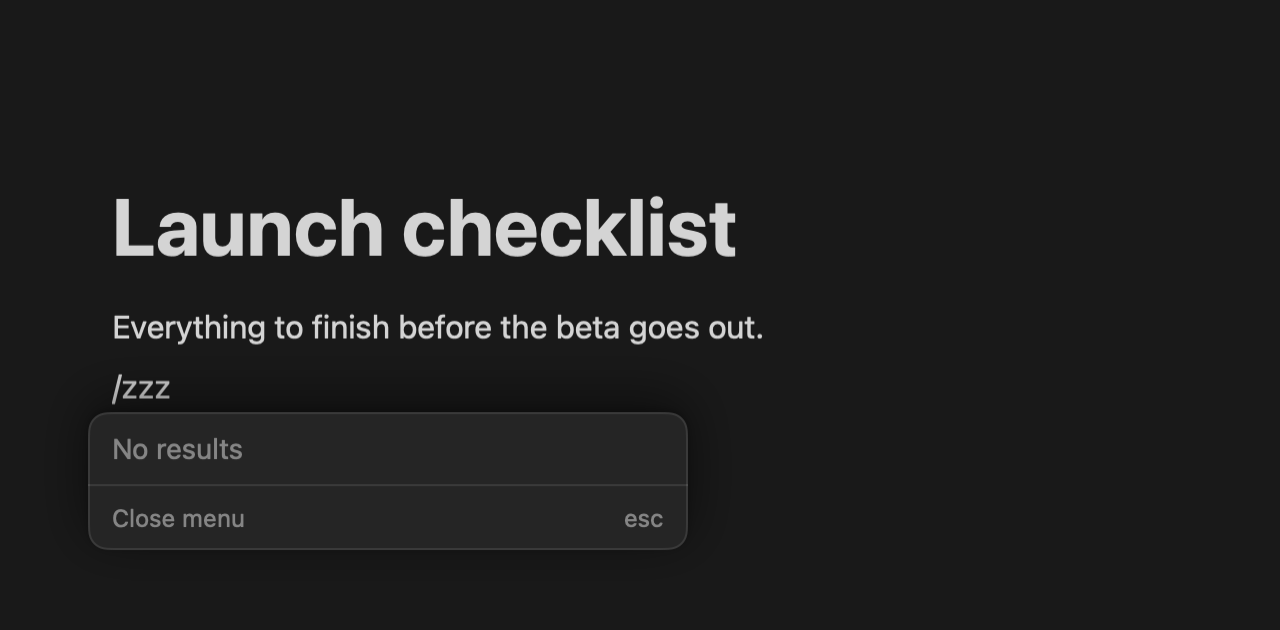 Launch checklist
Everything to finish before the beta goes out.
/zzz
No results
Close menu esc